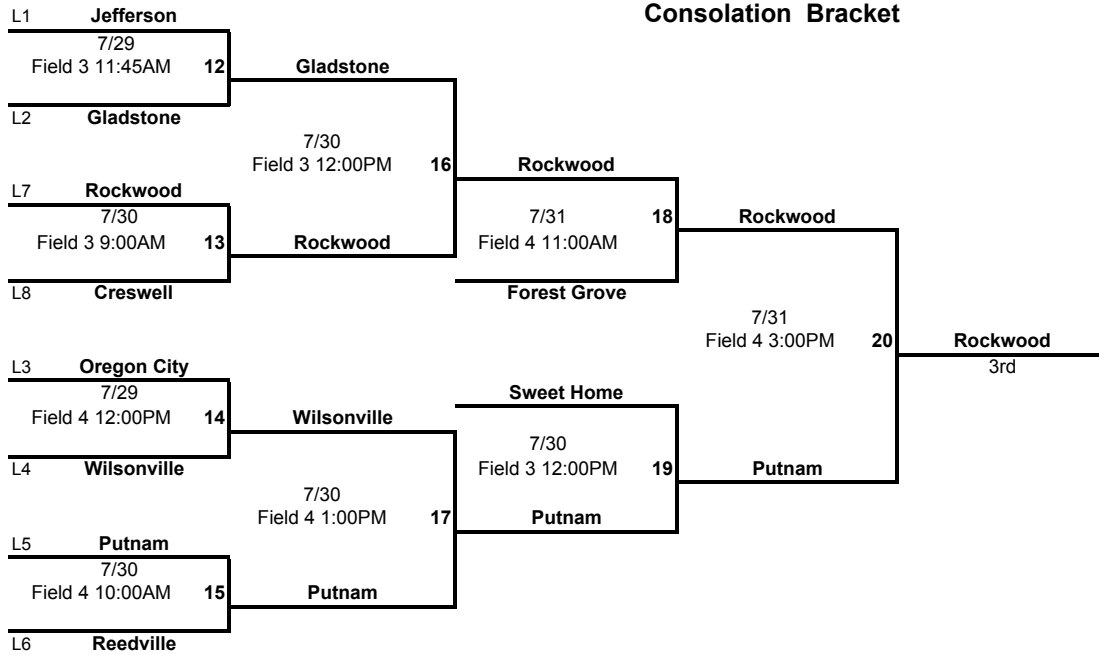 Consolation Bracket
L1 Jefferson
7/29
Field 3 11:45AM 12
Gladstone
L2 Gladstone
7/30
Field 3 12:00PM 16
Rockwood
L7 Rockwood
7/30
Field 3 9:00AM 13
Rockwood
L8 Creswell
7/31 18
Field 4 11:00AM
Rockwood
Forest Grove
7/31
Field 4 3:00PM 20
Rockwood
3rd
L3 Oregon City
7/29
Field 4 12:00PM 14
Wilsonville
L4 Wilsonville
Sweet Home
7/30
Field 3 12:00PM 19
Putnam
7/30
Field 4 1:00PM 17
Putnam
L5 Putnam
7/30
Field 4 10:00AM 15
Putnam
L6 Reedville